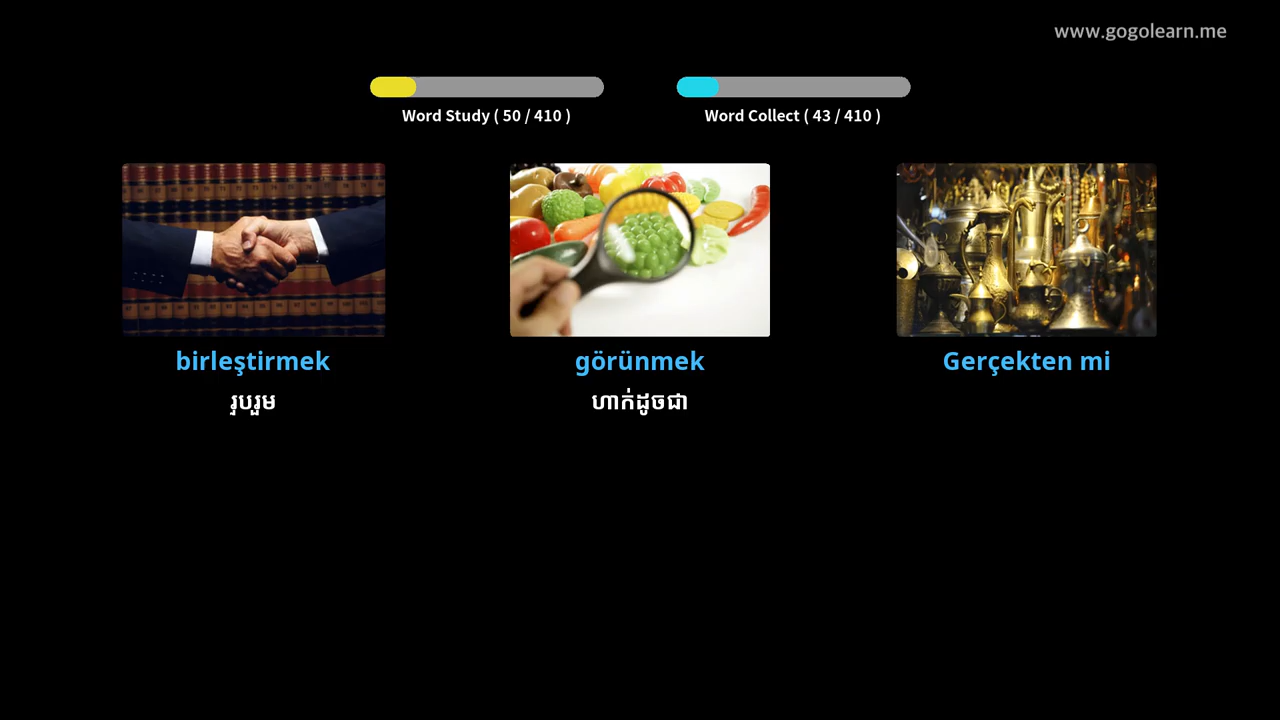 www.gogolearn.me
Word Study ( 50 / 410 )
Word Collect ( 43 / 410 )
birleştirmek
görünmek
Gerçekten mi
រួបរួម
ហាក់ដូចជា